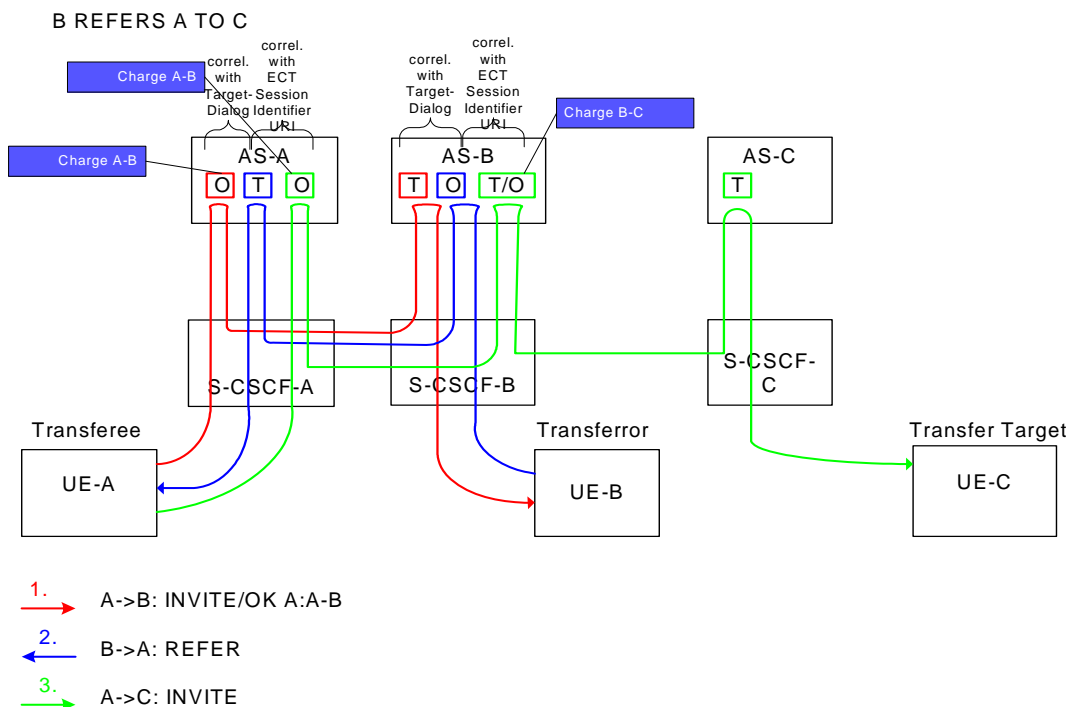 B REFERS A TO C
correl.
with
Target-
Dialog
correl.
with
ECT
Session
Identifier
URI
correl.
with
Target-
Dialog
correl.
with
ECT
Session
Identifier
URI
Charge A-B
Charge A-B
Charge B-C
AS-A
O
T
O
AS-B
T
O
T/O
AS-C
T
S-CSCF-A
S-CSCF-B
S-CSCF-
C
Transferee
UE-A
Transferror
UE-B
Transfer Target
UE-C
1.
A->B: INVITE/OK A:A-B
2.
B->A: REFER
3.
A->C: INVITE